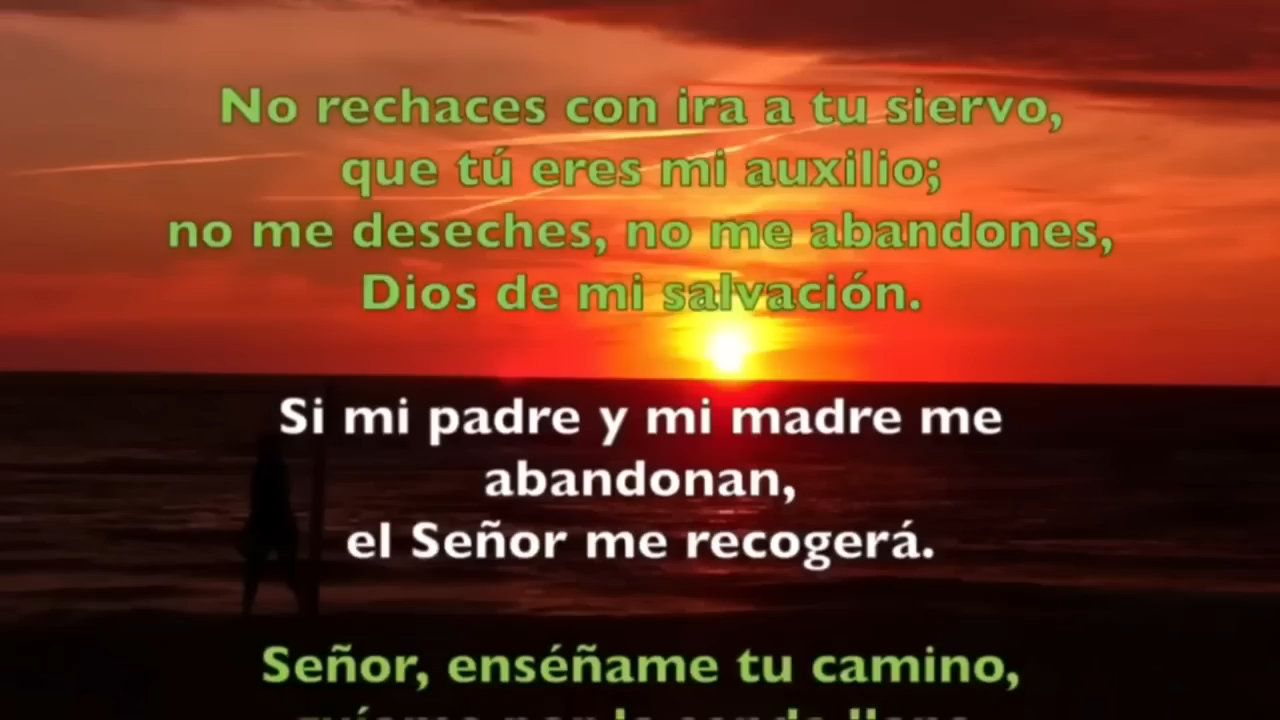 No rechaces con ira a tu siervo,
que tú eres mi auxilio;
no me deseches, no me abandones,
Dios de mi salvación.
Si mi padre y mi madre me
abandonan,
el Señor me recogerá.
Señor, enséñame tu camino,